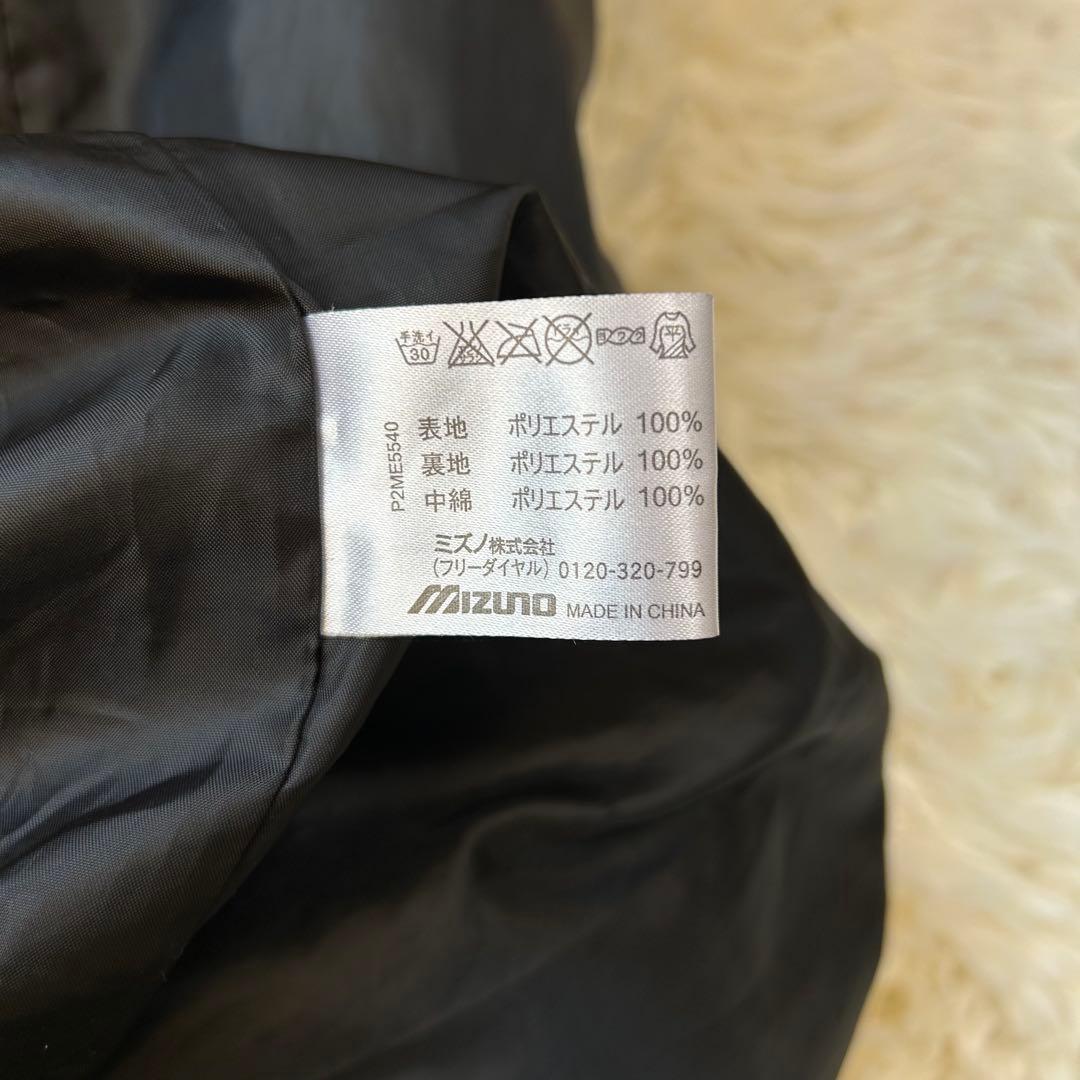 手洗イ
30
平
表地 ポリエステル 100%
裏地 ポリエステル 100%
中綿 ポリエステル 100%
P2ME5540
ミズノ株式会社
(フリーダイヤル) 0120-320-799
MIZUNO MADE IN CHINA